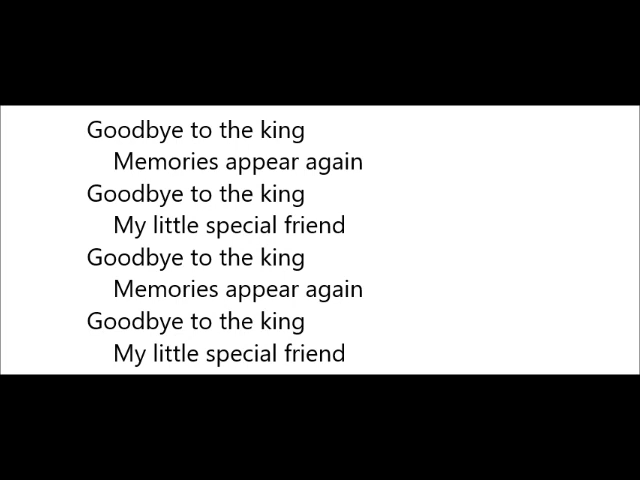 Goodbye to the king
Memories appear again
Goodbye to the king
My little special friend
Goodbye to the king
Memories appear again
Goodbye to the king
My little special friend